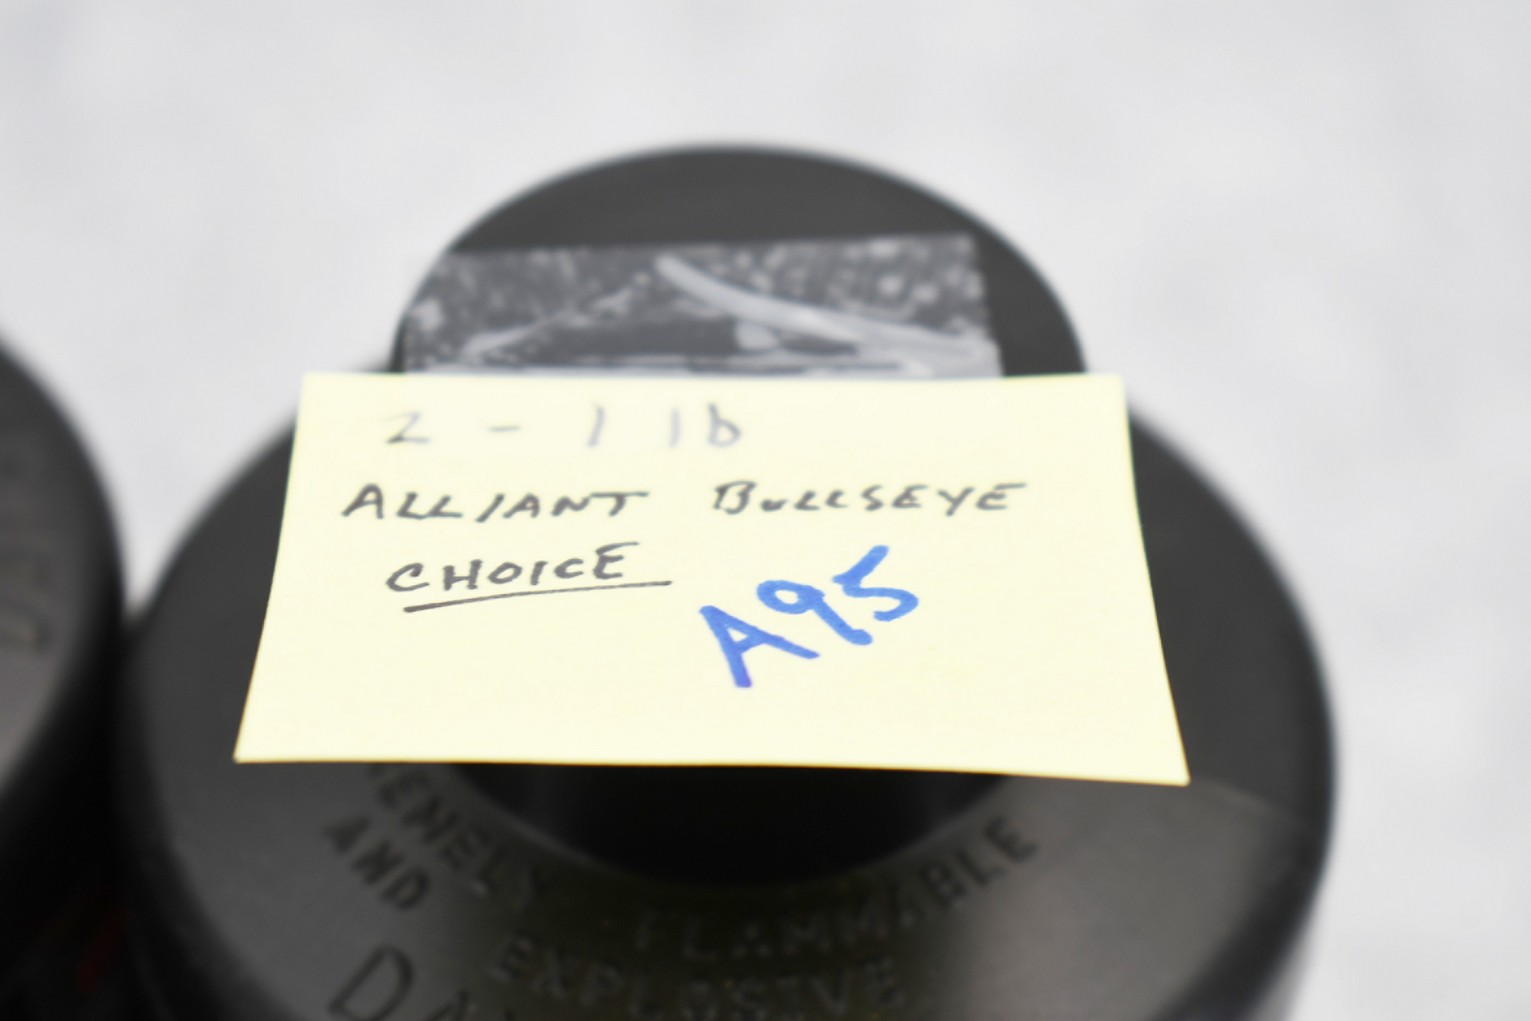 2 - 1 lb
ALLIANT BULLSEYE
CHOICE
A95
FLAMMABLE
AND EXPLOSIVE